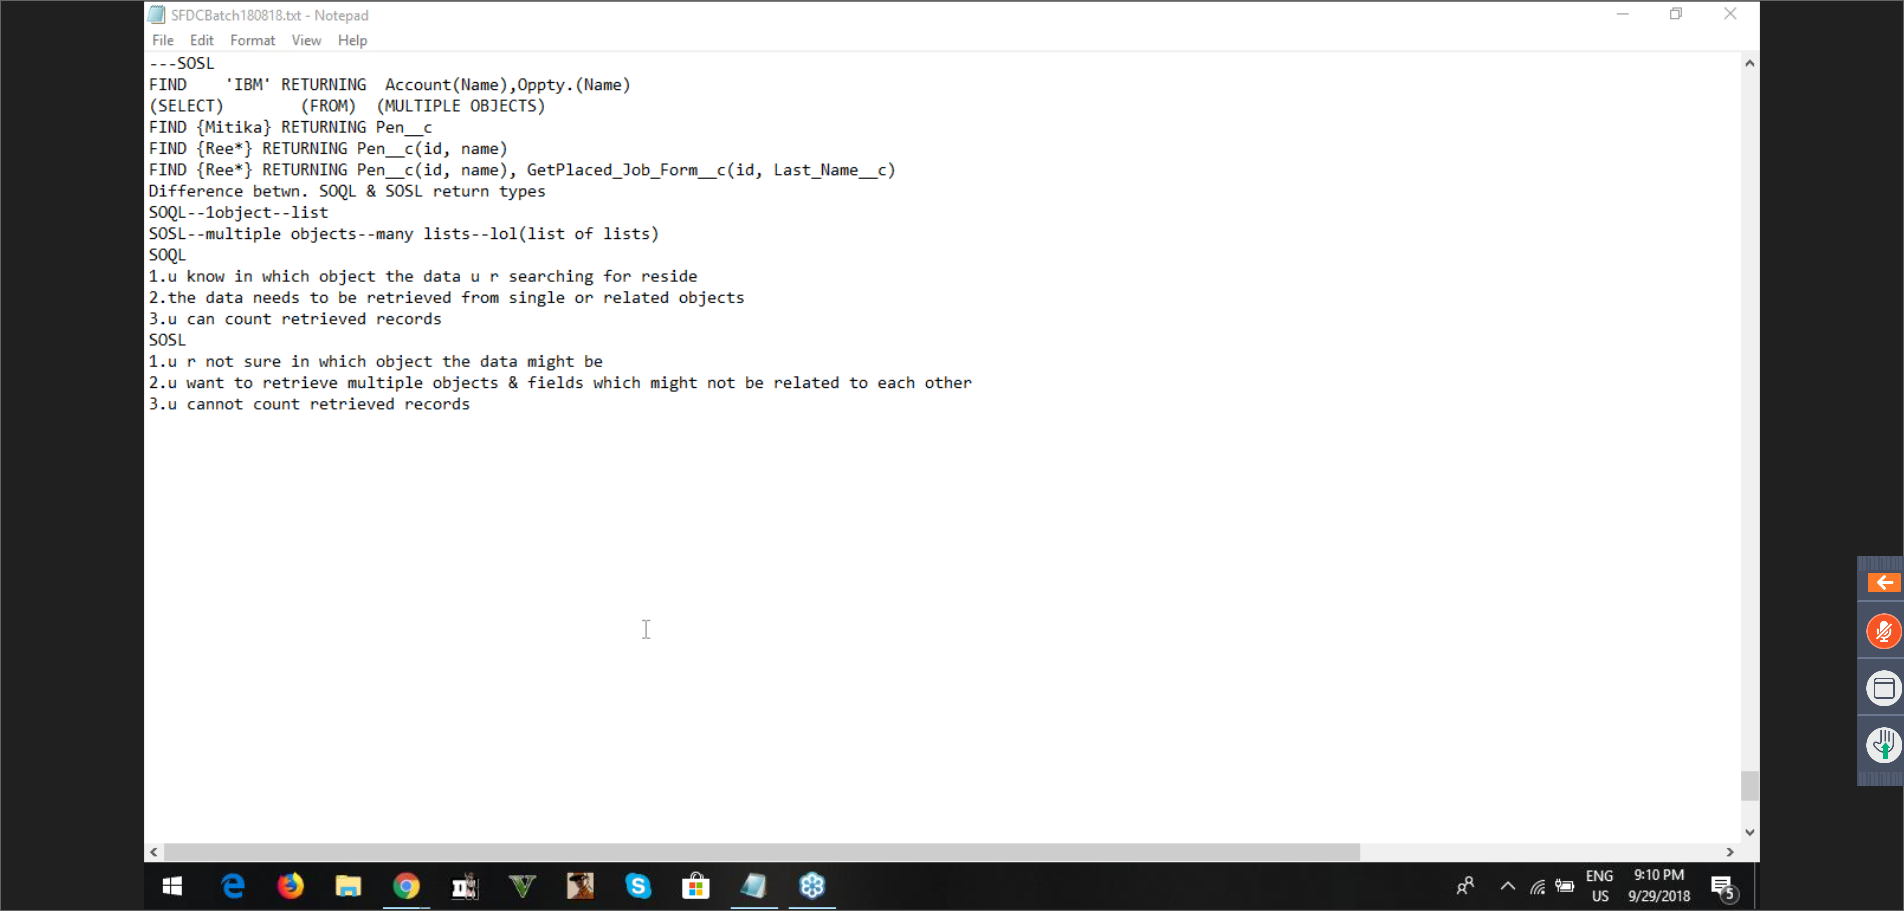 SFDCBatch180818.txt - Notepad
File Edit Format View Help
---SOSL
FIND    'IBM' RETURNING  Account(Name),Oppty.(Name)
(SELECT)        (FROM)  (MULTIPLE OBJECTS)
FIND {Mitika} RETURNING Pen__c
FIND {Ree*} RETURNING Pen__c(id, name)
FIND {Ree*} RETURNING Pen__c(id, name), GetPlaced_Job_Form__c(id, Last_Name__c)
Difference betwn. SOQL & SOSL return types
SOQL--1object--list
SOSL--multiple objects--many lists--lol(list of lists)
SOQL
1.u know in which object the data u r searching for reside
2.the data needs to be retrieved from single or related objects
3.u can count retrieved records
SOSL
1.u r not sure in which object the data might be
2.u want to retrieve multiple objects & fields which might not be related to each other
3.u cannot count retrieved records
ENG 9:10 PM
US 9/29/2018
5